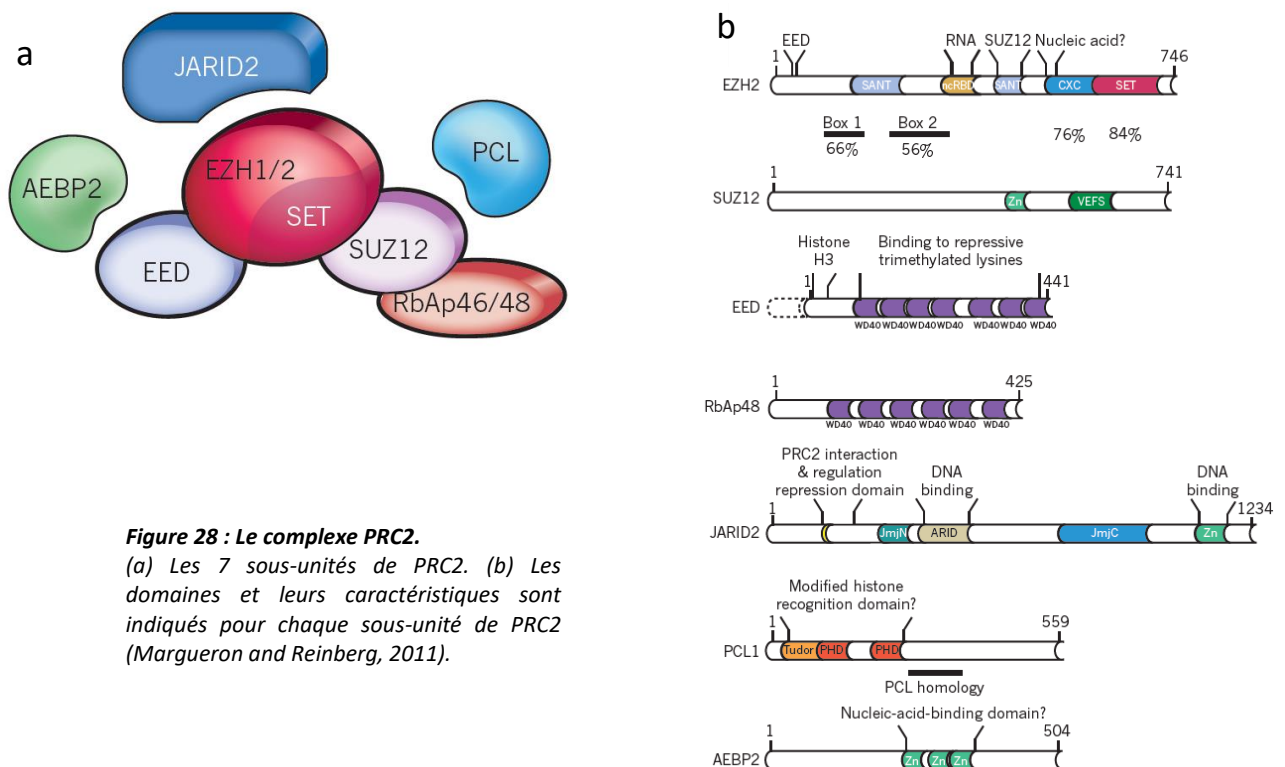 a
JARID2
EZH1/2
PCL
AEBP2
SET
SUZ12
EED
RbAp46/48
Figure 28 : Le complexe PRC2.
(a) Les 7 sous-unités de PRC2. (b) Les
domaines et leurs caractéristiques sont
indiqués pour chaque sous-unité de PRC2
(Margueron and Reinberg, 2011).
b
EED RNA SUZ12 Nucleic acid?
1 746
EZH2 SANT ncRBD SANT CXC SET
Box 1 Box 2
66% 56% 76% 84%
1 741
SUZ12 Zn VEFS
Histone Binding to repressive
H3 trimethylated lysines
1 441
EED
WD40 WD40 WD40 WD40 WD40 WD40 WD40
1 425
RbAp48
WD40 WD40 WD40 WD40 WD40 WD40
PRC2 interaction
& regulation DNA DNA
repression domain binding binding
1 1234
JARID2 JmjN ARID JmjC Zn
Modified histone
recognition domain?
1 559
PCL1 Tudor PHD PHD
PCL homology
Nucleic-acid-binding domain?
1 504
AEBP2 Zn Zn Zn